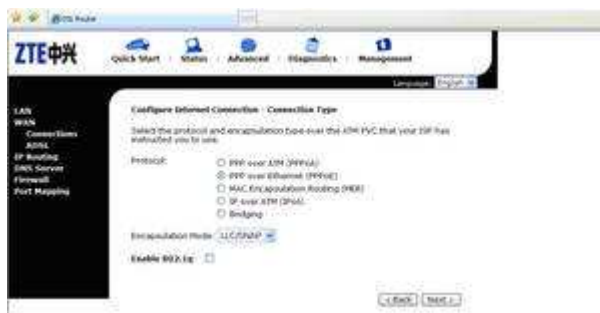 DSL Router
ZTE中兴
Quick Start
Status
Advanced
Diagnostics
Management
Language: English
LAN
WAN
Connections
ADSL
IP Routing
DNS Server
Firewall
Port Mapping
Configure Internet Connection - Connection Type
Select the protocol and encapsulation type over the ATM PVC that your ISP has
instructed you to use.
Protocol:
PPP over ATM (PPPoA)
PPP over Ethernet (PPPoE)
MAC Encapsulation Routing (MER)
IP over ATM (IPoA)
Bridging
Encapsulation Mode: LLC/SNAP
Enable 802.1q
< Back
Next >